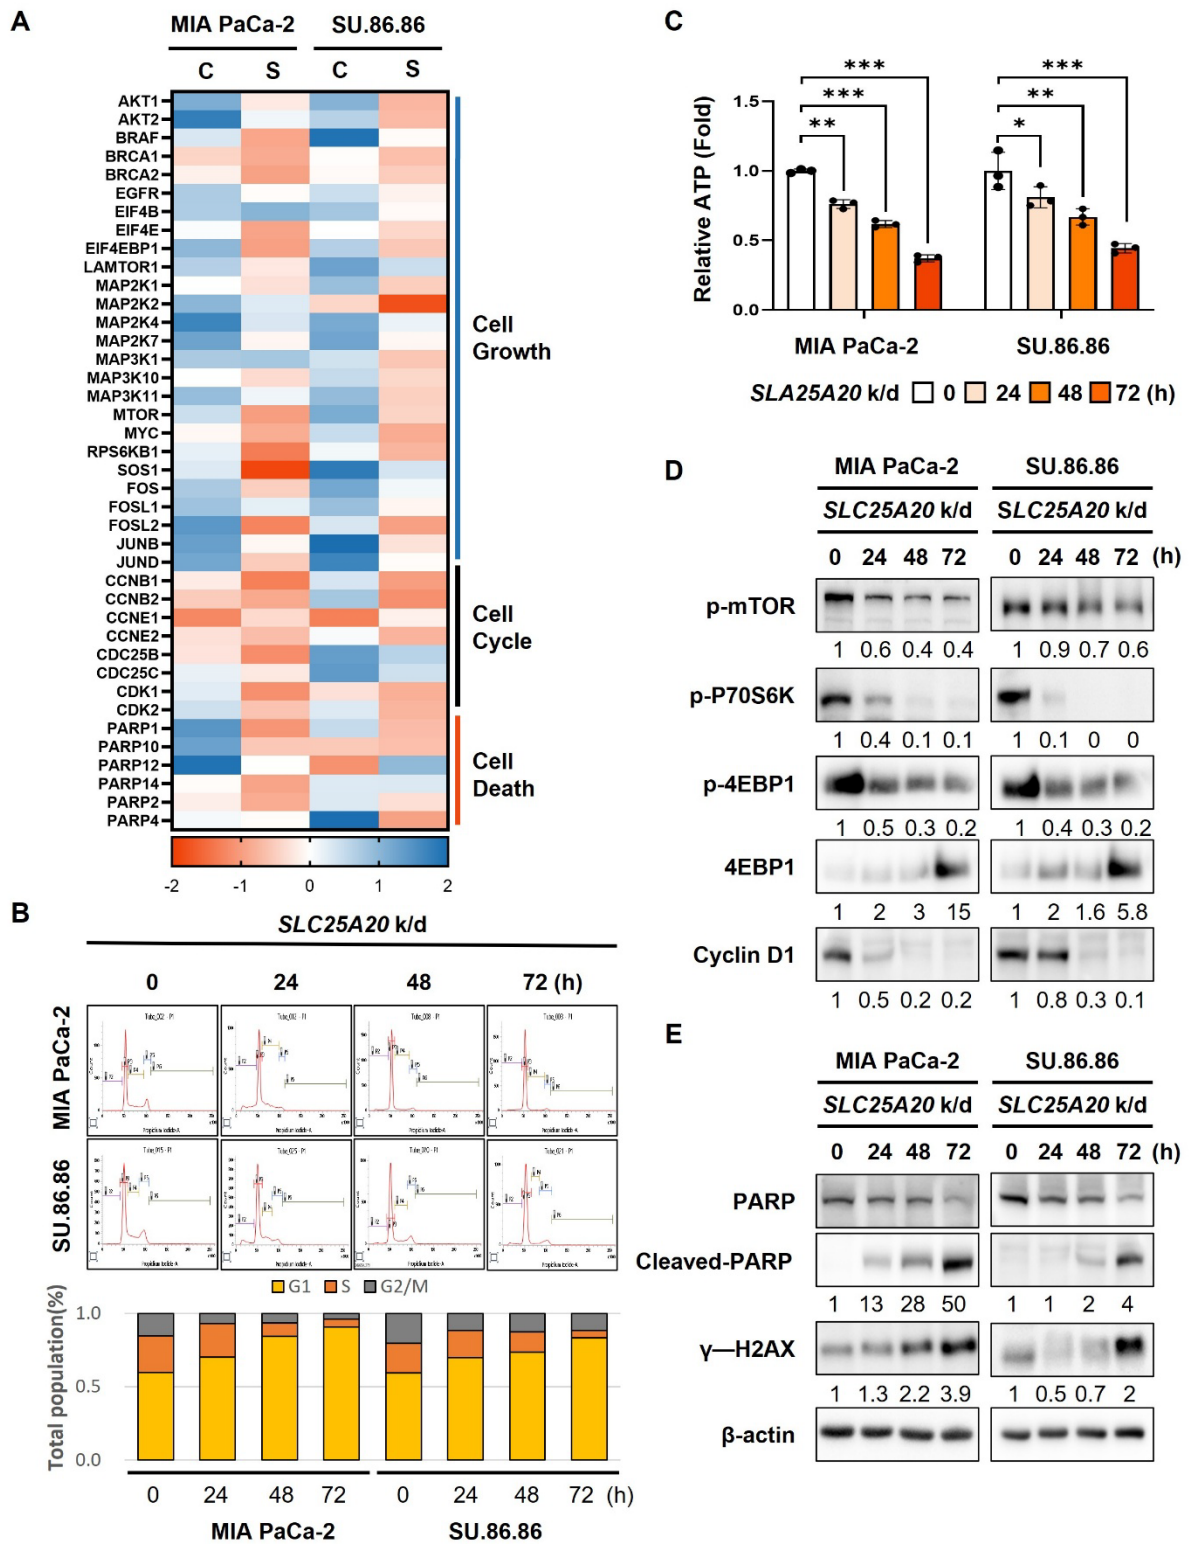 A
MIA PaCa-2 SU.86.86
C S C S
AKT1
AKT2
BRAF
BRCA1
BRCA2
EGFR
EIF4B
EIF4E
EIF4EBP1
LAMTOR1
MAP2K1
MAP2K2
MAP2K4
MAP2K7
MAP3K1
MAP3K10
MAP3K11
MTOR
MYC
RPS6KB1
SOS1
FOS
FOSL1
FOSL2
JUNB
JUND
CCNB1
CCNB2
CCNE1
CCNE2
CDC25B
CDC25C
CDK1
CDK2
PARP1
PARP10
PARP12
PARP14
PARP2
PARP4
Cell
Growth
Cell
Cycle
Cell
Death
-2 -1 0 1 2
B
SLC25A20 k/d
0 24 48 72 (h)
MIA PaCa-2
SU.86.86
G1 S G2/M
Total population(%)
1.0
0.5
0.0
0 24 48 72 0 24 48 72 (h)
MIA PaCa-2 SU.86.86
C
Relative ATP (Fold)
1.5
1.0
0.5
0.0
*** ***
*** **
** *
MIA PaCa-2 SU.86.86
SLA25A20 k/d 0 24 48 72 (h)
D
MIA PaCa-2 SU.86.86
SLC25A20 k/d SLC25A20 k/d
0 24 48 72 0 24 48 72 (h)
p-mTOR
1 0.6 0.4 0.4 1 0.9 0.7 0.6
p-P70S6K
1 0.4 0.1 0.1 1 0.1 0 0
p-4EBP1
1 0.5 0.3 0.2 1 0.4 0.3 0.2
4EBP1
1 2 3 15 1 2 1.6 5.8
Cyclin D1
1 0.5 0.2 0.2 1 0.8 0.3 0.1
E
MIA PaCa-2 SU.86.86
SLC25A20 k/d SLC25A20 k/d
0 24 48 72 0 24 48 72 (h)
PARP
Cleaved-PARP
1 13 28 50 1 1 2 4
γ—H2AX
1 1.3 2.2 3.9 1 0.5 0.7 2
β-actin